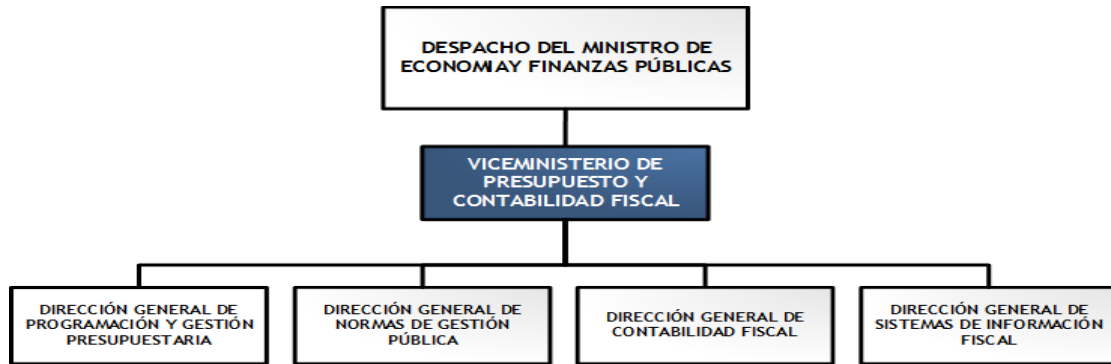 DESPACHO DEL MINISTRO DE
ECONOMIAY FINANZAS PÚBLICAS
VICEMINISTERIO DE
PRESUPUESTO Y
CONTABILIDAD FISCAL
DIRECCIÓN GENERAL DE
PROGRAMACIÓN Y GESTIÓN
PRESUPUESTARIA
DIRECCIÓN GENERAL DE
NORMAS DE GESTIÓN
PÚBLICA
DIRECCIÓN GENERAL DE
CONTABILIDAD FISCAL
DIRECCIÓN GENERAL DE
SISTEMAS DE INFORMACIÓN
FISCAL